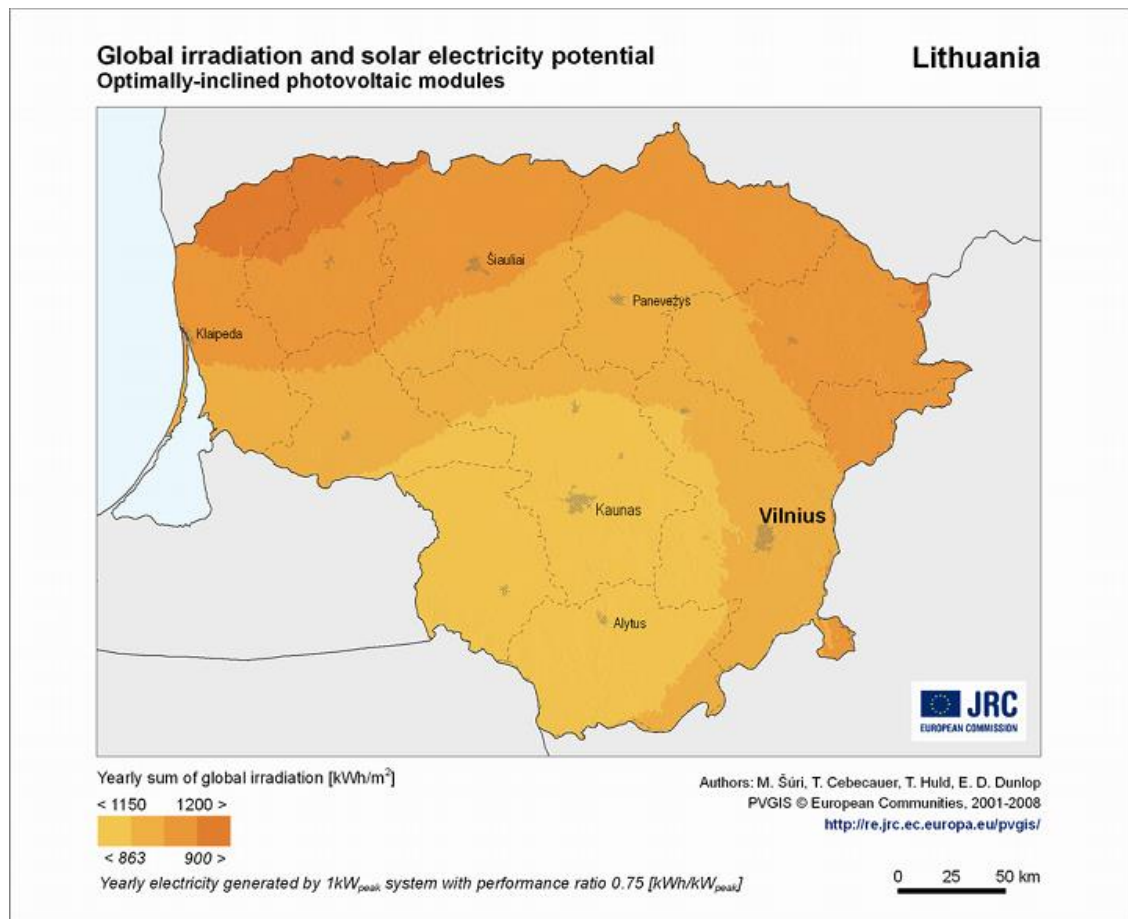 Global irradiation and solar electricity potential
Optimally-inclined photovoltaic modules
Lithuania
Šiauliai
Panevežys
Klaipeda
Kaunas
Vilnius
Alytus
JRC
EUROPEAN COMMISSION
Yearly sum of global irradiation [kWh/m²]
< 1150 1200 >
< 863 900 >
Yearly electricity generated by 1kWpeak system with performance ratio 0.75 [kWh/kWpeak]
Authors: M. Šúri, T. Cebecauer, T. Huld, E. D. Dunlop
PVGIS © European Communities, 2001-2008
http://re.jrc.ec.europa.eu/pvgis/
0 25 50 km